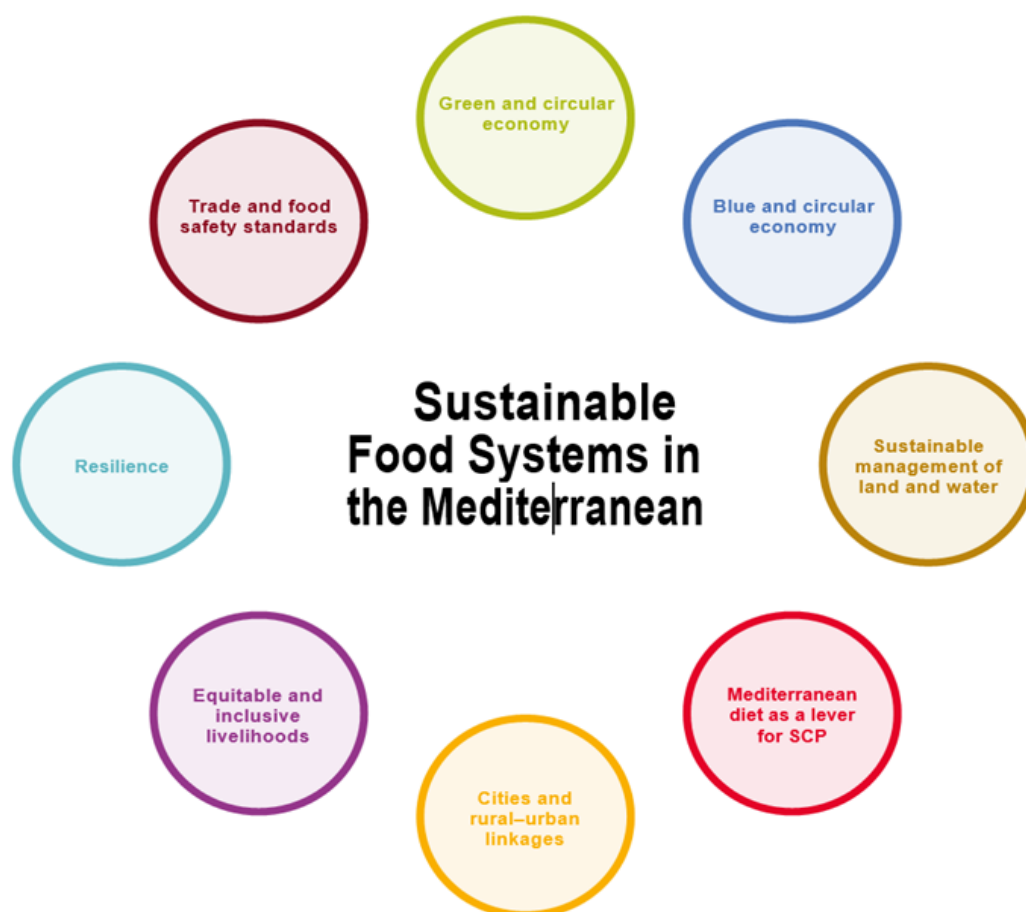 Green and circular
economy
Blue and circular
economy
Sustainable
management of
land and water
Mediterranean
diet as a lever
for SCP
Cities and
rural–urban
linkages
Equitable and
inclusive
livelihoods
Resilience
Trade and food
safety standards
Sustainable
Food Systems in
the Mediterranean